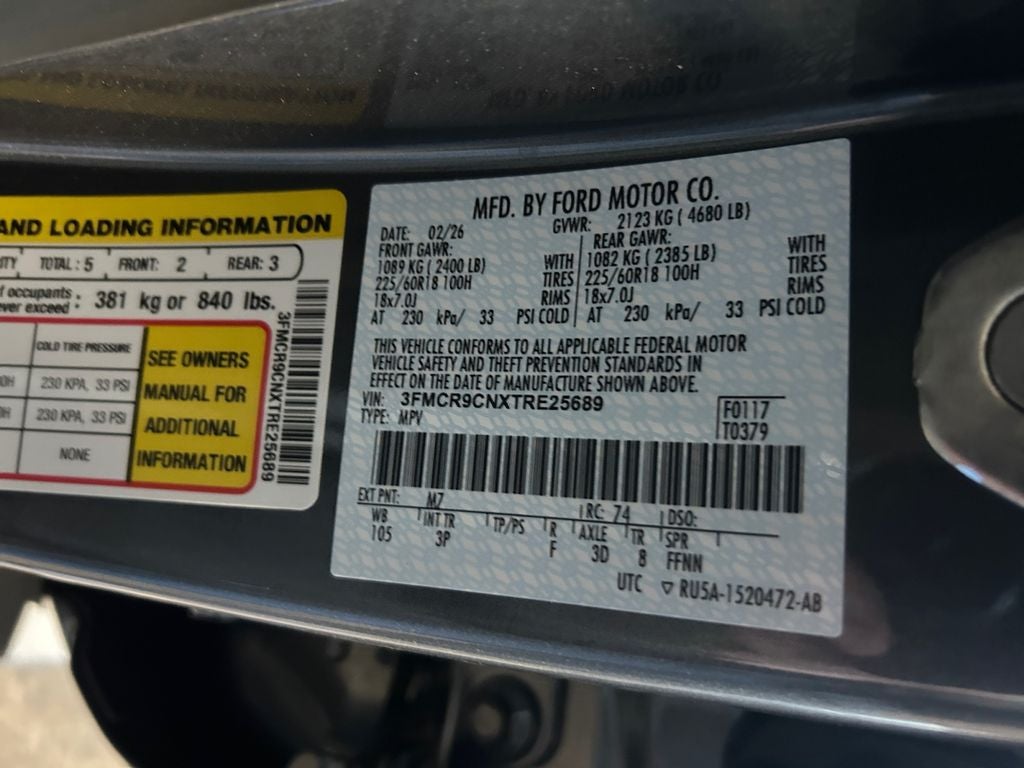 AND LOADING INFORMATION
TOTAL : 5 FRONT: 2 REAR: 3
occupants
exceed : 381 kg or 840 lbs.
COLD TIRE PRESSURE
230 KPA, 33 PSI
230 KPA, 33 PSI
NONE
SEE OWNERS
MANUAL FOR
ADDITIONAL
INFORMATION
3FMCR9CNXTRE25689
MFD. BY FORD MOTOR CO.
DATE: 02/26 GVWR: 2123 KG ( 4680 LB)
FRONT GAWR:
1089 KG ( 2400 LB) WITH
225/60R18 100H TIRES
18x7.0J RIMS
AT 230 kPa/ 33 PSI COLD
REAR GAWR: WITH
1082 KG ( 2385 LB) TIRES
225/60R18 100H RIMS
18x7.0J
AT 230 kPa/ 33 PSI COLD
THIS VEHICLE CONFORMS TO ALL APPLICABLE FEDERAL MOTOR
VEHICLE SAFETY AND THEFT PREVENTION STANDARDS IN
EFFECT ON THE DATE OF MANUFACTURE SHOWN ABOVE.
VIN: 3FMCR9CNXTRE25689
TYPE: MPV
F0117
T0379
EXT PNT: M7 RC: 74 DSO:
WB INT TR TP/PS R AXLE TR SPR
105 3P F 3D 8 FFNN
UTC ▽ RU5A-1520472-AB